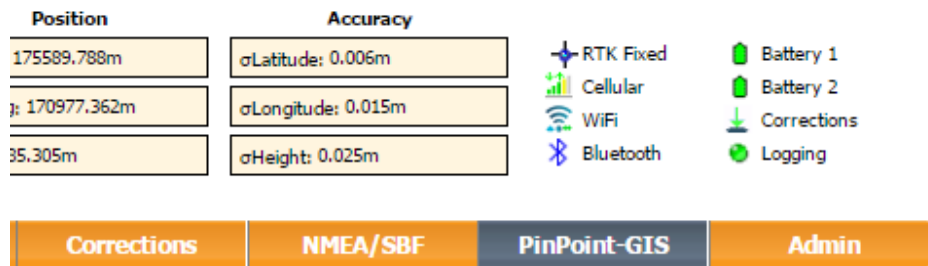 Position Accuracy
175589.788m σLatitude: 0.006m RTK Fixed Battery 1
Cellular Battery 2
: 170977.362m σLongitude: 0.015m WiFi Corrections
35.305m σHeight: 0.025m Bluetooth Logging
Corrections NMEA/SBF PinPoint-GIS Admin